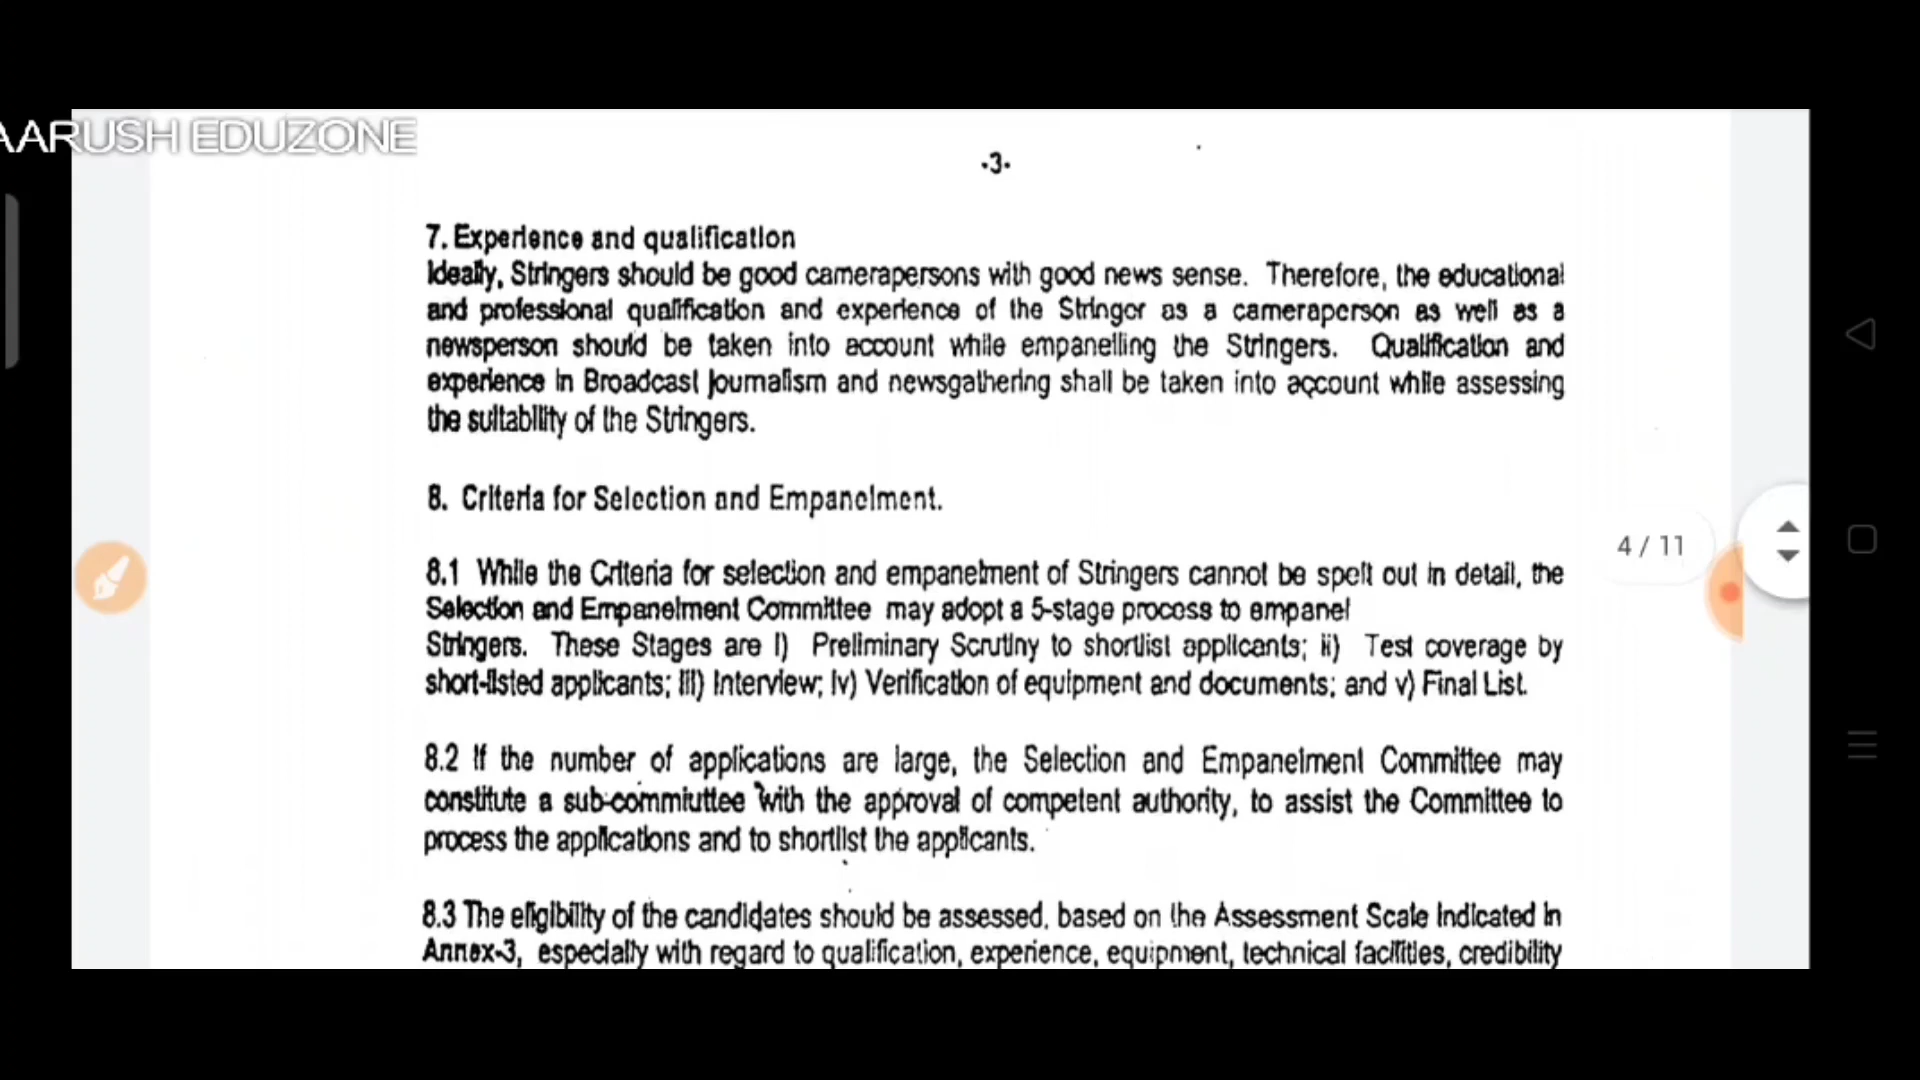 AARUSH EDUZONE
-3-
7. Experience and qualification
Ideally, Stringers should be good camerapersons with good news sense. Therefore, the educational
and professional qualification and experience of the Stringer as a cameraperson as well as a
newsperson should be taken into account while empanelling the Stringers. Qualification and
experience in Broadcast Journalism and newsgathering shall be taken into account while assessing
the suitability of the Stringers.
8. Criteria for Selection and Empanelment.
8.1 While the Criteria for selection and empanelment of Stringers cannot be spelt out in detail, the
Selection and Empanelment Committee may adopt a 5-stage process to empanel
Stringers. These Stages are i) Preliminary Scrutiny to shortlist applicants; ii) Test coverage by
short-listed applicants; iii) Interview; iv) Verification of equipment and documents; and v) Final List.
4 / 11
8.2 If the number of applications are large, the Selection and Empanelment Committee may
constitute a sub-commiuttee with the approval of competent authority, to assist the Committee to
process the applications and to shortlist the applicants.
8.3 The eligibility of the candidates should be assessed, based on the Assessment Scale indicated in
Annex-3, especially with regard to qualification, experience, equipment, technical facilities, credibility